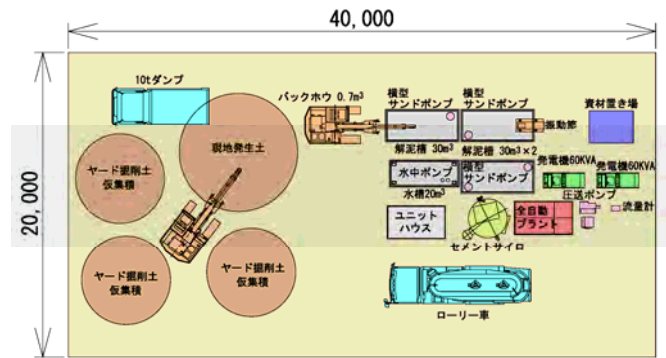 40,000
20,000
10tダンプ
バックホウ 0.7m³
横型
サンドポンプ
横型
サンドポンプ
振動篩
資材置き場
現地発生土
解泥槽 30m³
解泥槽 30m³×2
ヤード掘削土
仮集積
水中ポンプ
水槽20m³
横型
サンドポンプ
発電機60KVA
発電機60KVA
圧送ポンプ
ユニット
ハウス
全自動
プラント
流量計
セメントサイロ
ヤード掘削土
仮集積
ヤード掘削土
仮集積
ローリー車